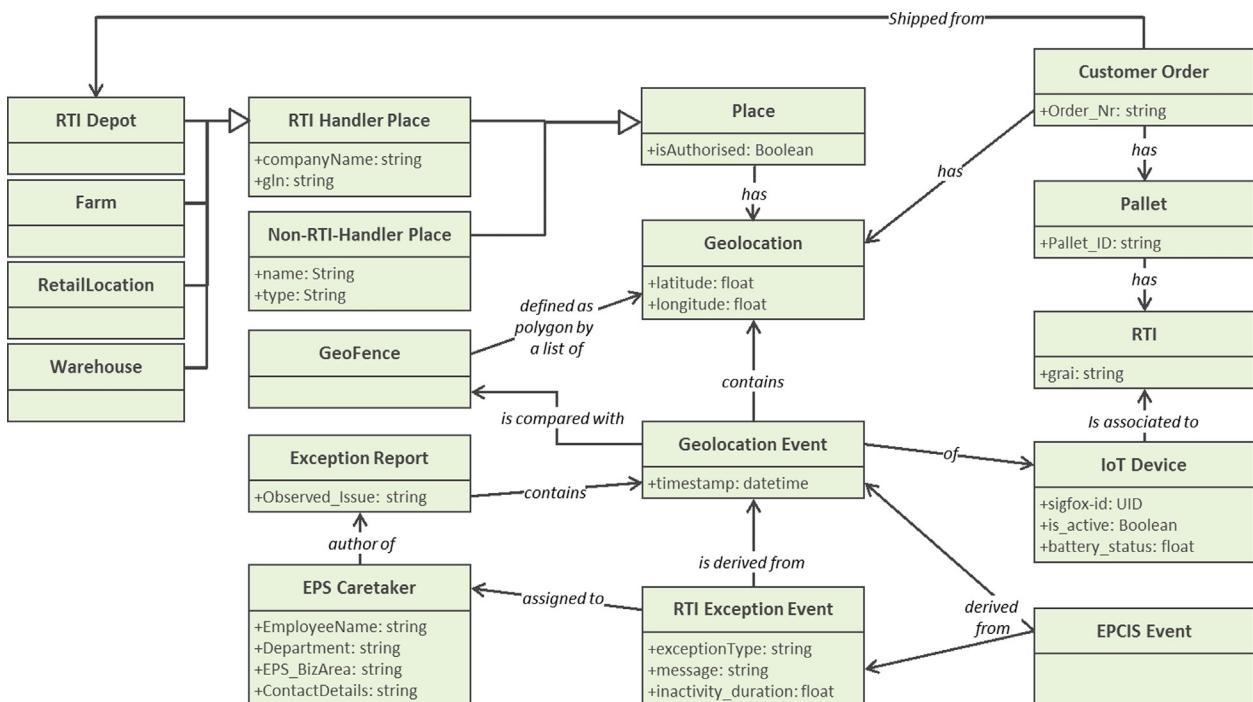 Shipped from
Customer Order
+Order_Nr: string
RTI Depot
RTI Handler Place
+companyName: string
+gln: string
Place
+isAuthorised: Boolean
has
has
has
Farm
Pallet
+Pallet_ID: string
Non-RTI-Handler Place
+name: String
+type: String
Geolocation
+latitude: float
+longitude: float
RetailLocation
has
defined as
polygon by
a list of
RTI
+grai: string
Warehouse
GeoFence
contains
is compared with
Is associated to
Exception Report
+Observed_Issue: string
Geolocation Event
+timestamp: datetime
of
IoT Device
+sigfox-id: UID
+is_active: Boolean
+battery_status: float
contains
author of
is derived from
EPS Caretaker
+EmployeeName: string
+Department: string
+EPS_BizArea: string
+ContactDetails: string
assigned to
RTI Exception Event
+exceptionType: string
+message: string
+inactivity_duration: float
derived
from
EPCIS Event